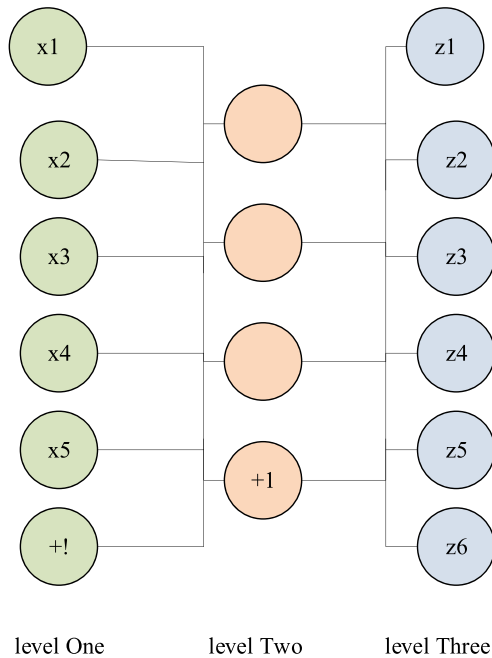 x1
x2
x3
x4
x5
+!
+1
z1
z2
z3
z4
z5
z6
level One
level Two
level Three